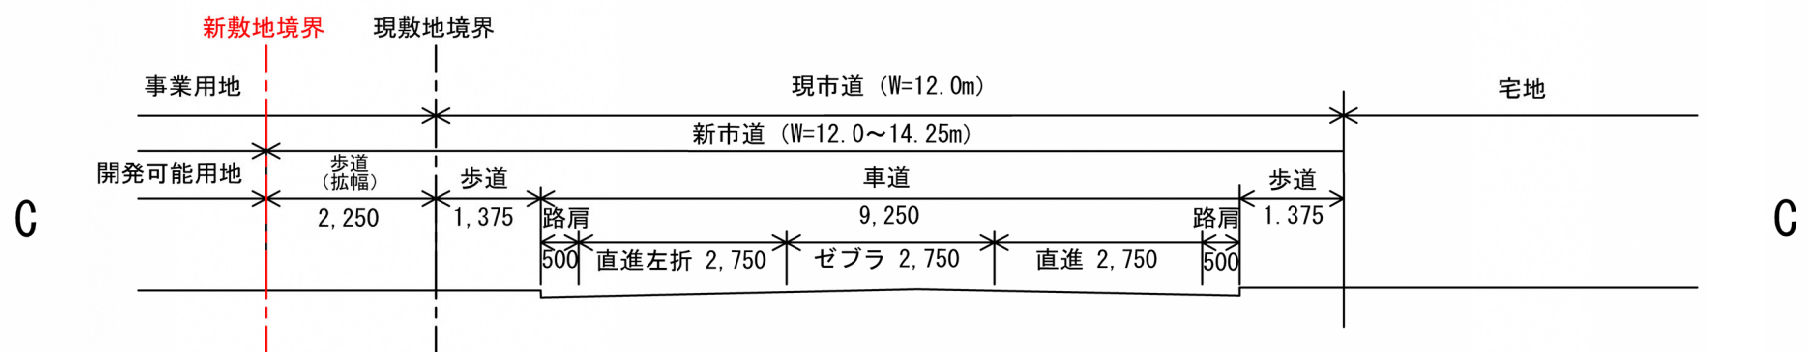 新敷地境界 現敷地境界
事業用地 現市道 (W=12.0m) 宅地
新市道 (W=12.0～14.25m)
開発可能用地 歩道 (拡幅) 歩道 車道 歩道
C 2,250 1,375 路肩 9,250 路肩 1.375 C
500 直進左折 2,750 ゼブラ 2,750 直進 2,750 500